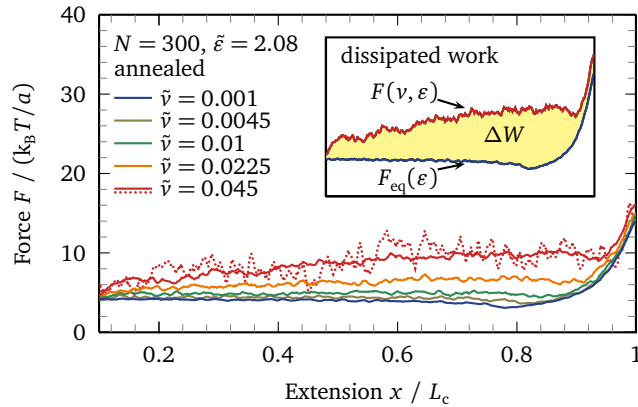 40
30
20
10
0
0.2
0.4
0.6
0.8
1
Force F / (k_B T/a)
Extension x / L_c
N = 300, ε̃ = 2.08
annealed
ṽ = 0.001
ṽ = 0.0045
ṽ = 0.01
ṽ = 0.0225
ṽ = 0.045
dissipated work
F(v, ε)
ΔW
F_eq(ε)